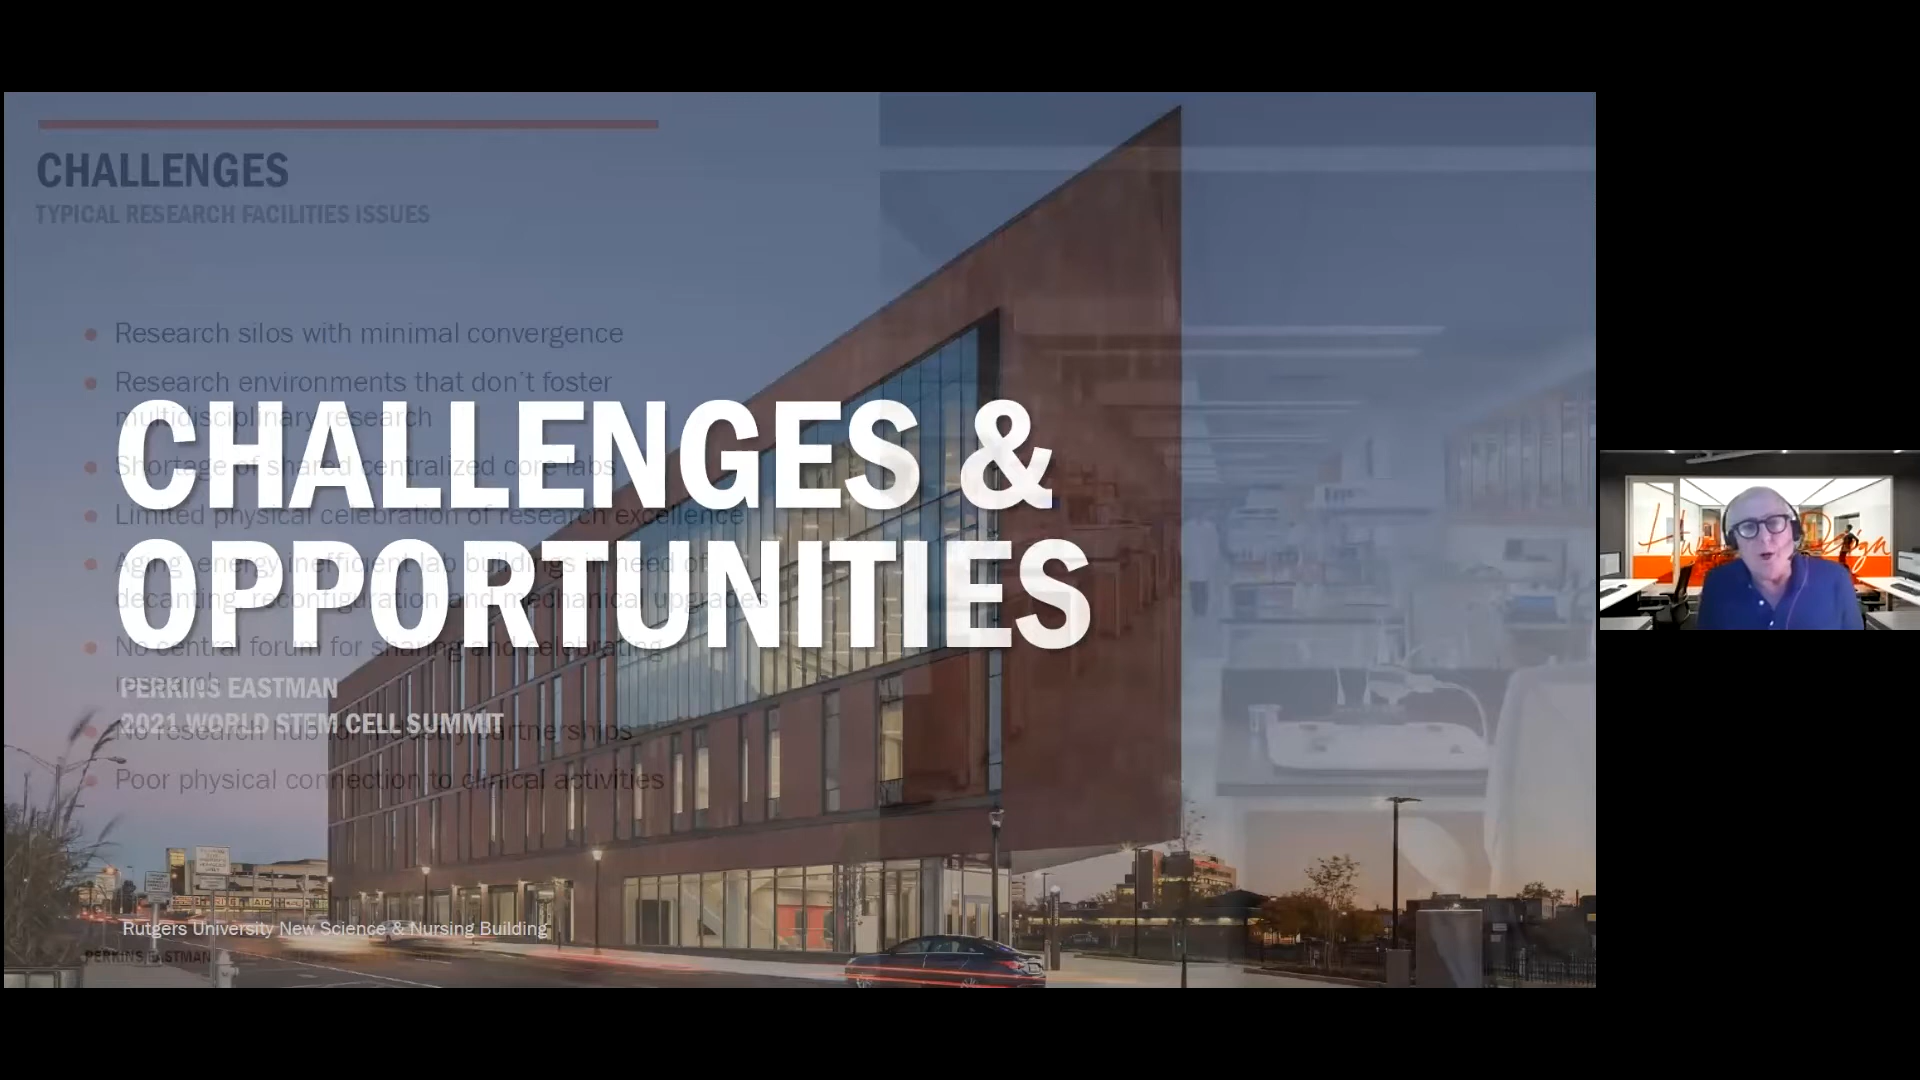 CHALLENGES
TYPICAL RESEARCH FACILITIES ISSUES
Research silos with minimal convergence
Research environments that don't foster
multidisciplinary research
CHALLENGES &
Shortage of shared centralized core labs
Limited physical celebration of research excellence
OPPORTUNITIES
Aging, energy inefficient lab buildings in need of
decanting, reconfiguration and mechanical upgrades
No central forum for sharing and celebrating
research
PERKINS EASTMAN
2021 WORLD STEM CELL SUMMIT
No research hub for industry partnerships
Poor physical connection to clinical activities
Rutgers University New Science & Nursing Building
PERKINS EASTMAN